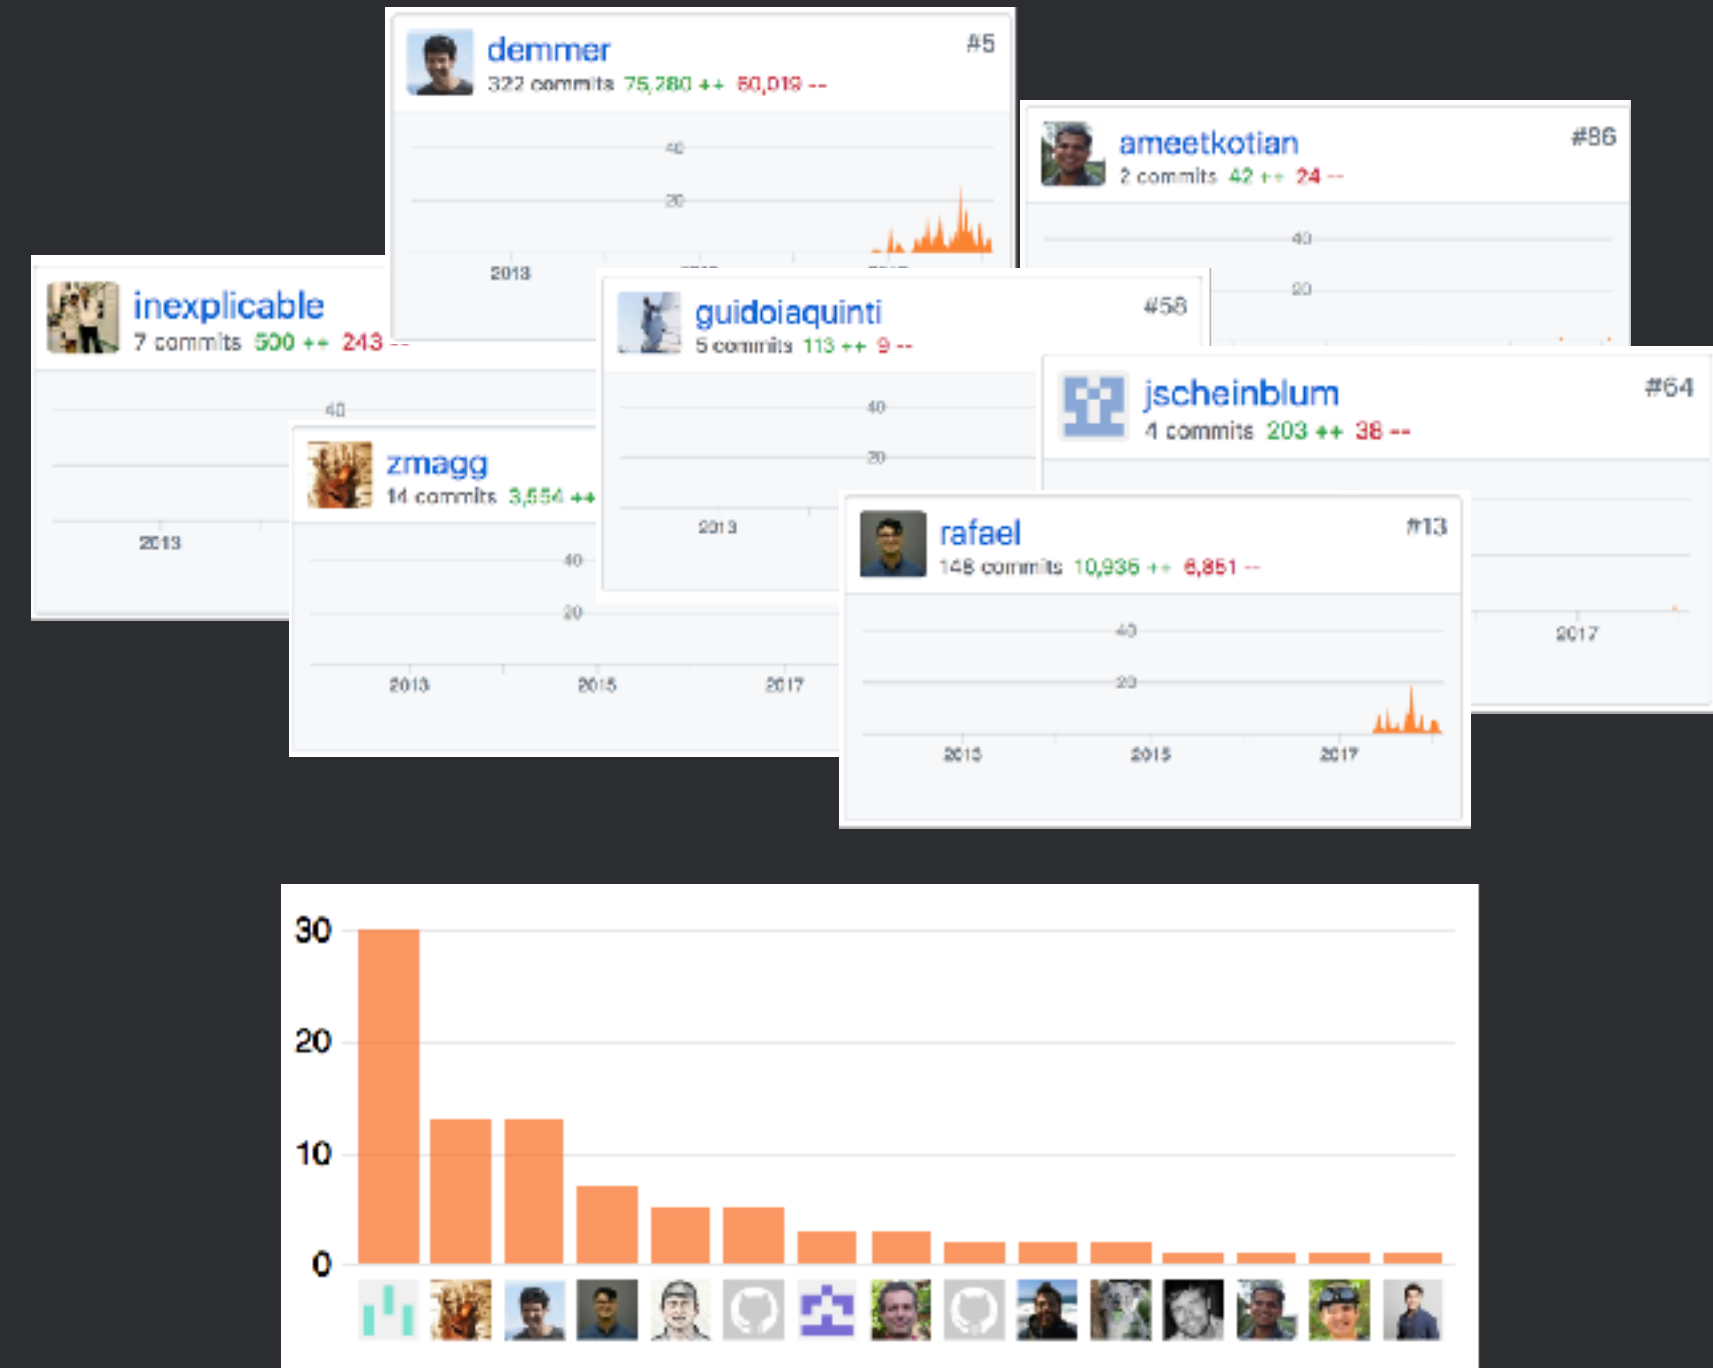 demmer #5
322 commits 75,280 ++ 60,019 --
40
20
2013
ameetkotian #86
2 commits 42 ++ 24 --
40
20
inexplicable
7 commits 500 ++ 243 --
40
2013
guidoiaquinti #58
5 commits 113 ++ 9 --
40
20
2013
jscheinblum #64
4 commits 203 ++ 38 --
2017
zmagg
14 commits 3,554 ++
40
20
2013 2015 2017
rafael #13
148 commits 10,936 ++ 6,851 --
40
20
2013 2015 2017
30
20
10
0